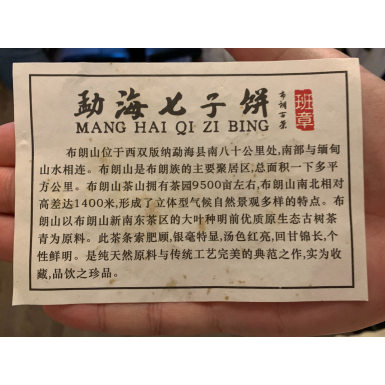 勐海七子饼
布朗古茶
班章
MANG HAI QI ZI BING
布朗山位于西双版纳勐海县南八十公里处,南部与缅甸
山水相连。布朗山是布朗族的主要聚居区,总面积一下多平
方公里。布朗山茶山拥有茶园9500亩左右,布朗山南北相对
高差达1400米,形成了立体型气候自然景观多样的特点。布
朗山以布朗山新南东茶区的大叶种明前优质原生态古树茶
青为原料。此茶条索肥顾,银毫特显,汤色红亮,回甘锦长,个
性鲜明。是纯天然原料与传统工艺完美的典范之作,实为收
藏,品饮之珍品。